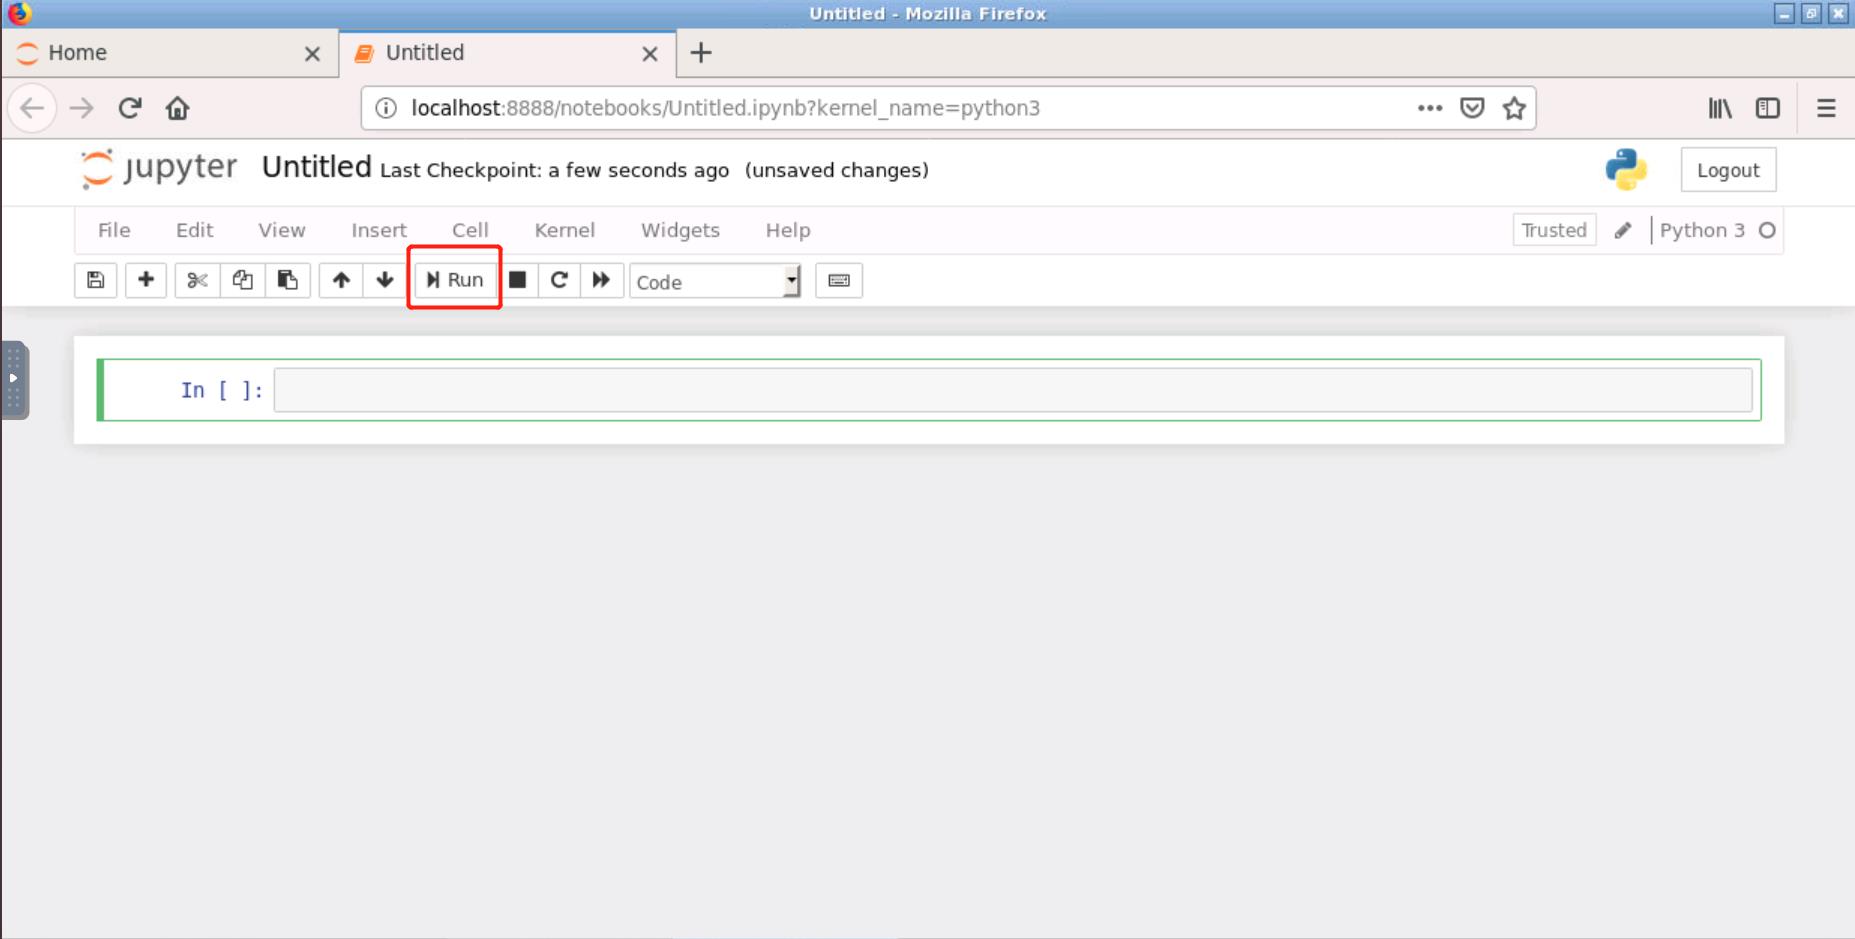 Untitled - Mozilla Firefox
Home
Untitled
localhost:8888/notebooks/Untitled.ipynb?kernel_name=python3
jupyter Untitled Last Checkpoint: a few seconds ago (unsaved changes)
Logout
File Edit View Insert Cell Kernel Widgets Help
Trusted
Python 3
Run
Code
In [ ]: